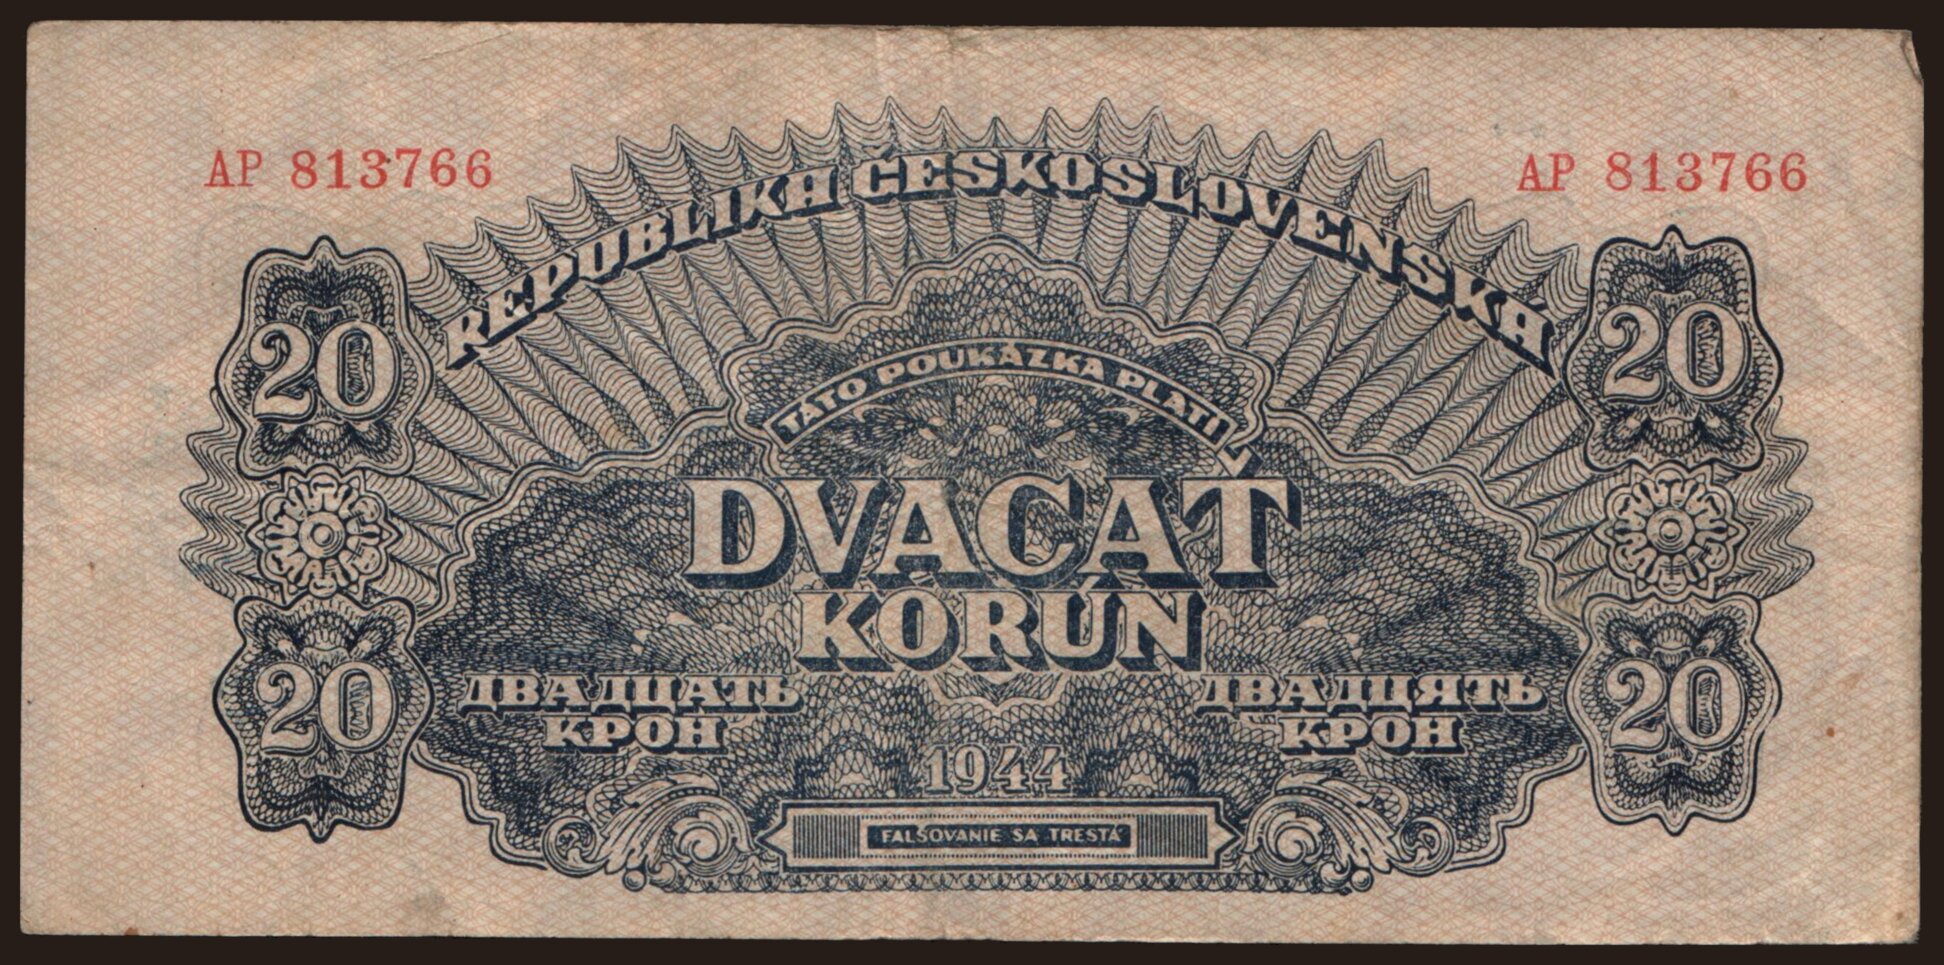 AP 813766
AP 813766
REPUBLIKA ČESKOSLOVENSKÁ
20
20
TÁTO POUKÁZKA PLATÍ
DVACAŤ
KORÚN
ДВАДЦАТЬ
КРОН
ДВАДЦЯТЬ
КРОН
20
20
1944
FALŠOVANIE SA TRESTÁ